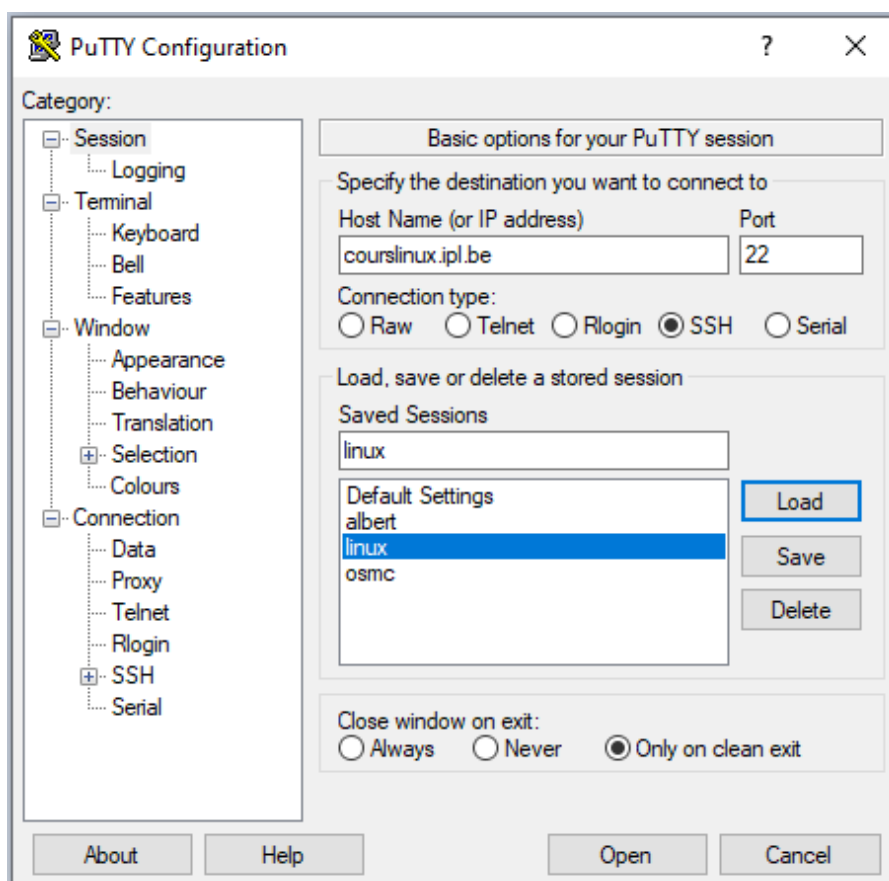 PuTTY Configuration
?
Category:
Session
Logging
Terminal
Keyboard
Bell
Features
Window
Appearance
Behaviour
Translation
Selection
Colours
Connection
Data
Proxy
Telnet
Rlogin
SSH
Serial
Basic options for your PuTTY session
Specify the destination you want to connect to
Host Name (or IP address) Port
courslinux.ipl.be 22
Connection type:
Raw Telnet Rlogin SSH Serial
Load, save or delete a stored session
Saved Sessions
linux
Default Settings
albert
linux
osmc
Load
Save
Delete
Close window on exit:
Always Never Only on clean exit
About Help Open Cancel